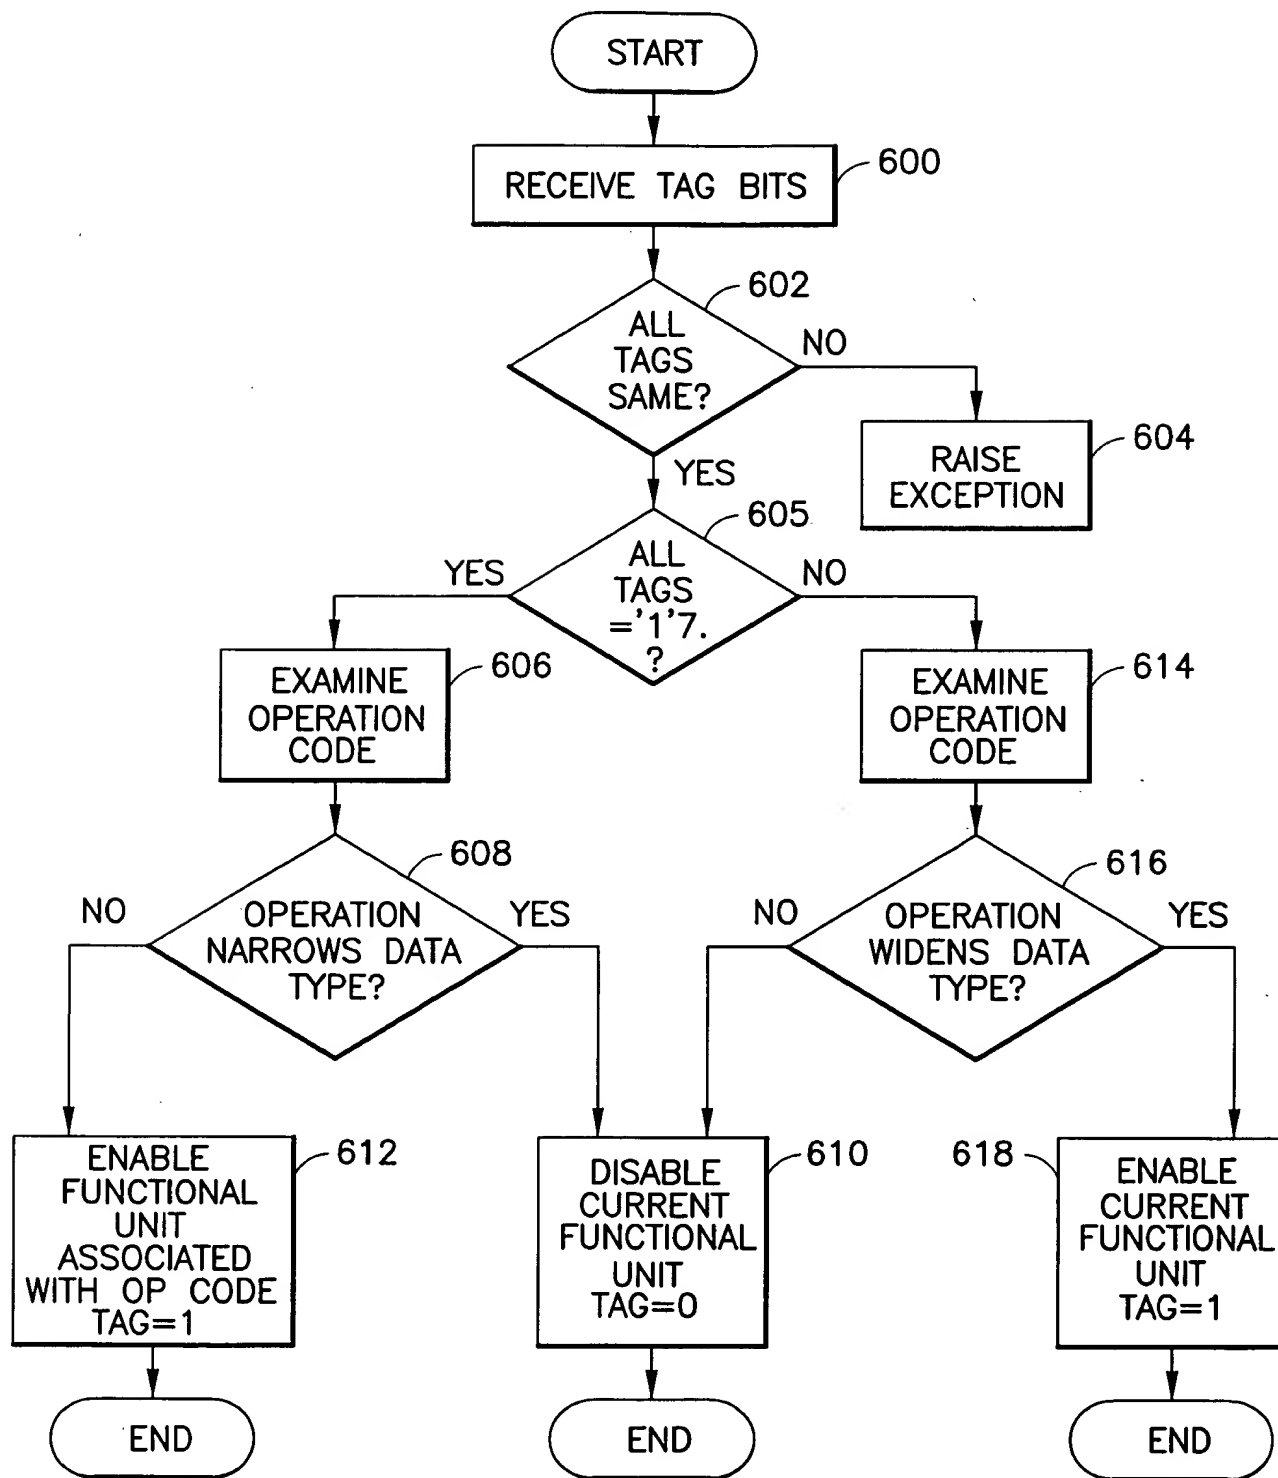 START
RECEIVE TAG BITS
600
602
ALL
TAGS
SAME?
NO
YES
RAISE
EXCEPTION
604
605
ALL
TAGS
='1'7.
?
YES
NO
EXAMINE
OPERATION
CODE
606
EXAMINE
OPERATION
CODE
614
608
OPERATION
NARROWS DATA
TYPE?
NO
YES
616
OPERATION
WIDENS DATA
TYPE?
NO
YES
ENABLE
FUNCTIONAL
UNIT
ASSOCIATED
WITH OP CODE
TAG=1
612
DISABLE
CURRENT
FUNCTIONAL
UNIT
TAG=0
610
618
ENABLE
CURRENT
FUNCTIONAL
UNIT
TAG=1
END
END
END